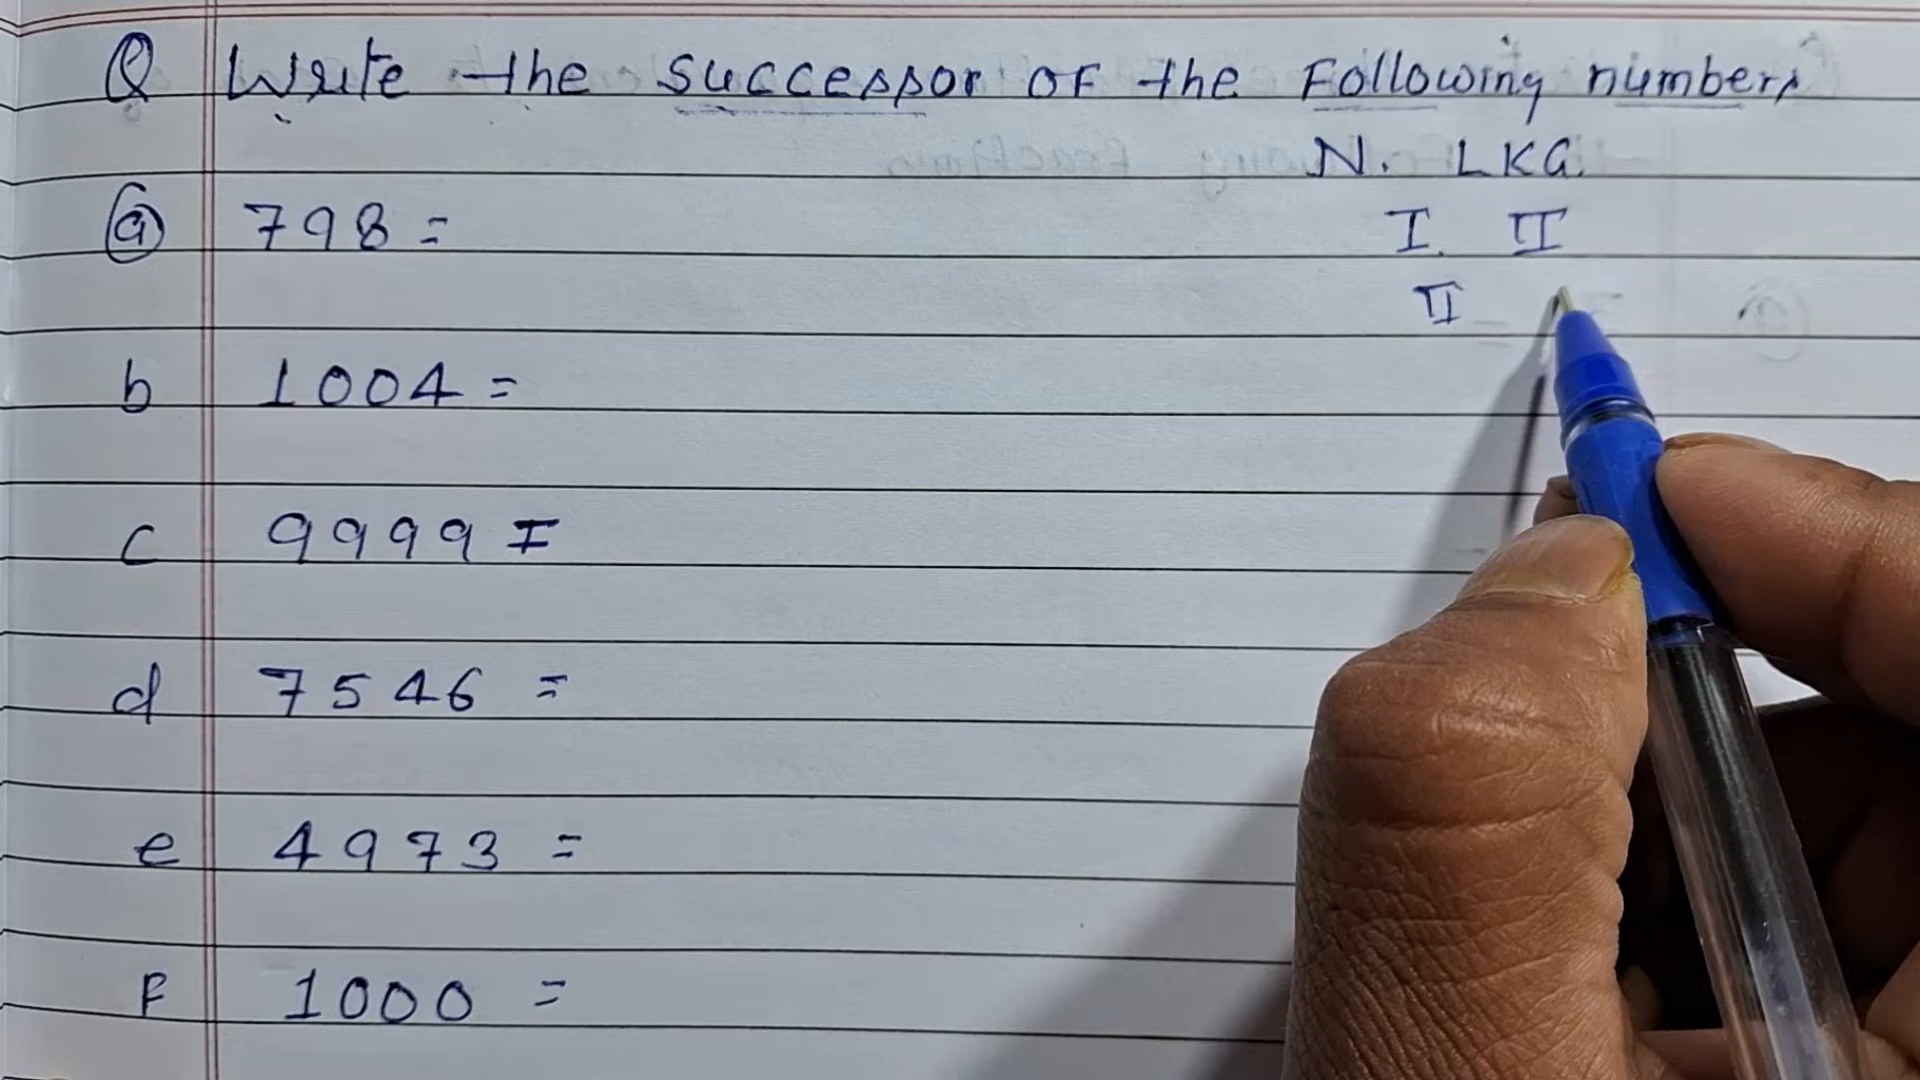 Q Write the successor of the Following numbers
N. LKG.
a 798 =
I. II
II
b 1004 =
c 9999 =
d 7546 =
e 4973 =
F 1000 =